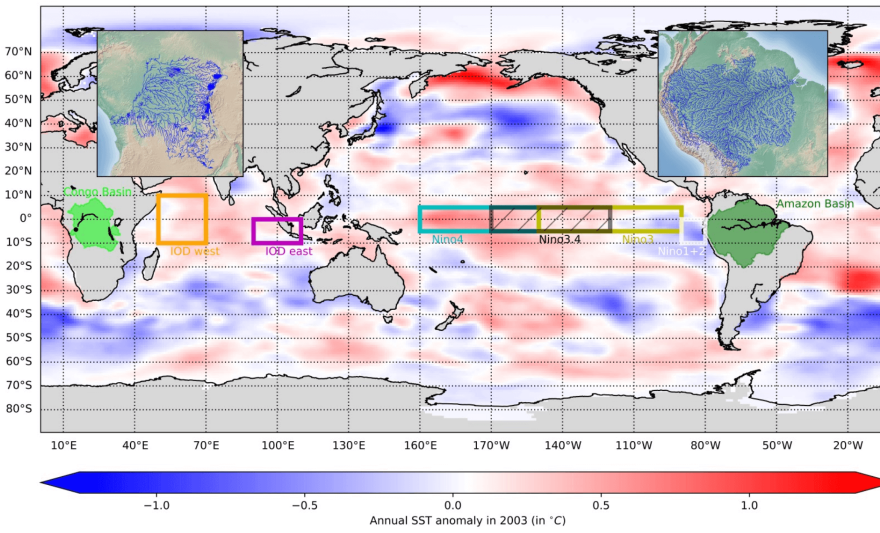 70°N
60°N
50°N
40°N
30°N
20°N
10°N
0°
10°S
20°S
30°S
40°S
50°S
60°S
70°S
80°S
Congo Basin
IOD west
IOD east
Nino4
Nino3.4
Nino3
Nino1+2
Amazon Basin
10°E 40°E 70°E 100°E 130°E 160°E 170°W 140°W 110°W 80°W 50°W 20°W
−1.0 −0.5 0.0 0.5 1.0
Annual SST anomaly in 2003 (in °C)